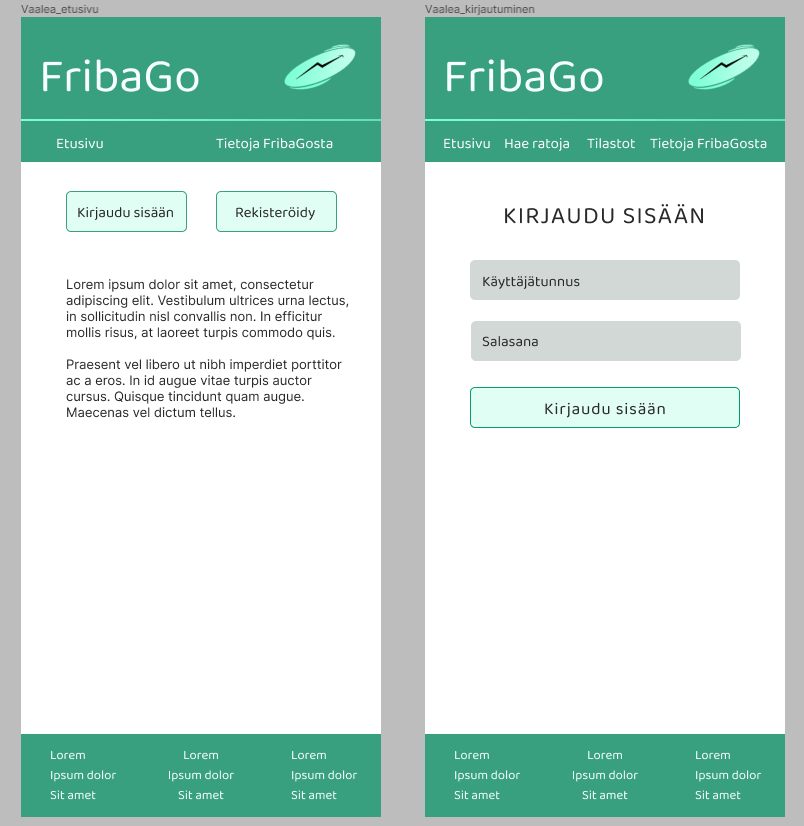 Vaalea_etusivu
FribaGo
Etusivu Tietoja FribaGosta
Kirjaudu sisään Rekisteröidy
Lorem ipsum dolor sit amet, consectetur
adipiscing elit. Vestibulum ultrices urna lectus,
in sollicitudin nisl convallis non. In efficitur
mollis risus, at laoreet turpis commodo quis.
Praesent vel libero ut nibh imperdiet porttitor
ac a eros. In id augue vitae turpis auctor
cursus. Quisque tincidunt quam augue.
Maecenas vel dictum tellus.
Lorem Lorem Lorem
Ipsum dolor Ipsum dolor Ipsum dolor
Sit amet Sit amet Sit amet
Vaalea_kirjautuminen
FribaGo
Etusivu Hae ratoja Tilastot Tietoja FribaGosta
KIRJAUDU SISÄÄN
Käyttäjätunnus
Salasana
Kirjaudu sisään
Lorem Lorem Lorem
Ipsum dolor Ipsum dolor Ipsum dolor
Sit amet Sit amet Sit amet